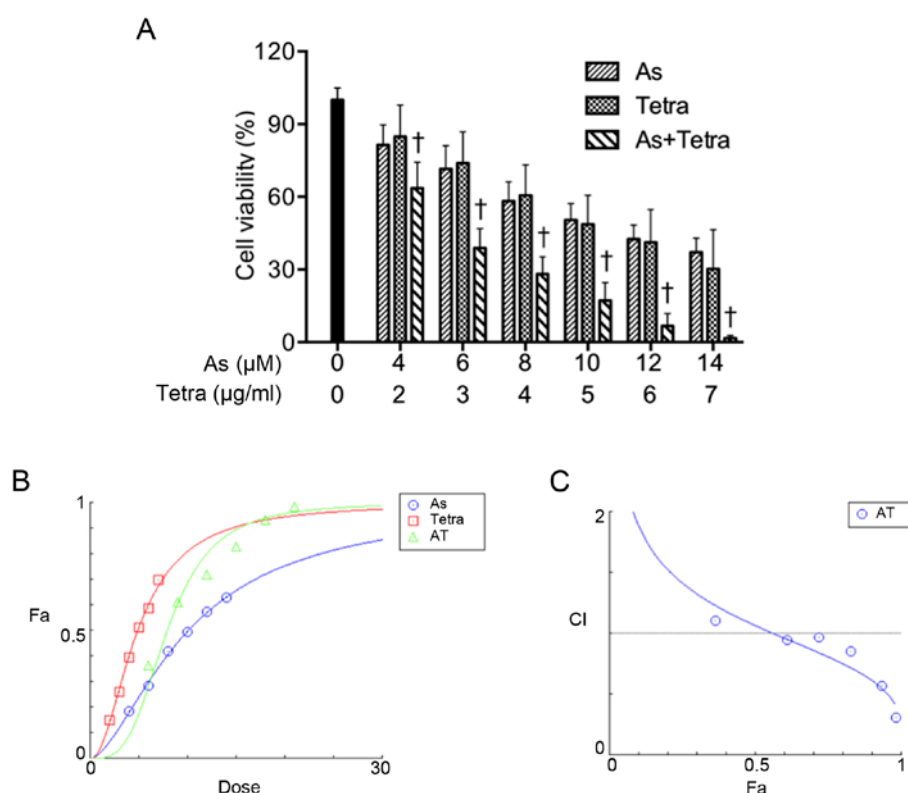 A
120
90
60
30
0
Cell viability (%)
As
Tetra
As+Tetra
† † † † † †
As (μM) 0 4 6 8 10 12 14
Tetra (μg/ml) 0 2 3 4 5 6 7
B
1
0.5
0
Fa
0 30
Dose
As
Tetra
AT
C
2
CI
1
0
0 0.5 1
Fa
AT